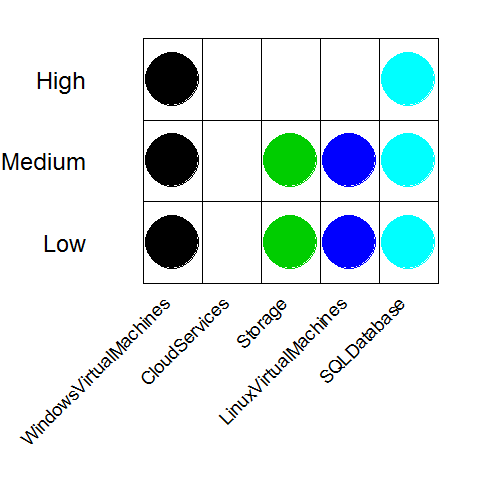 High
Medium
Low
WindowsVirtualMachines
CloudServices
Storage
LinuxVirtualMachines
SQLDatabase